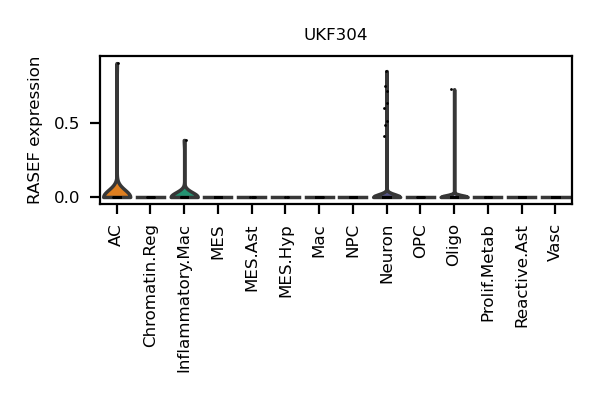 UKF304
RASEF expression
0.5
0.0
AC
Chromatin.Reg
Inflammatory.Mac
MES
MES.Ast
MES.Hyp
Mac
NPC
Neuron
OPC
Oligo
Prolif.Metab
Reactive.Ast
Vasc